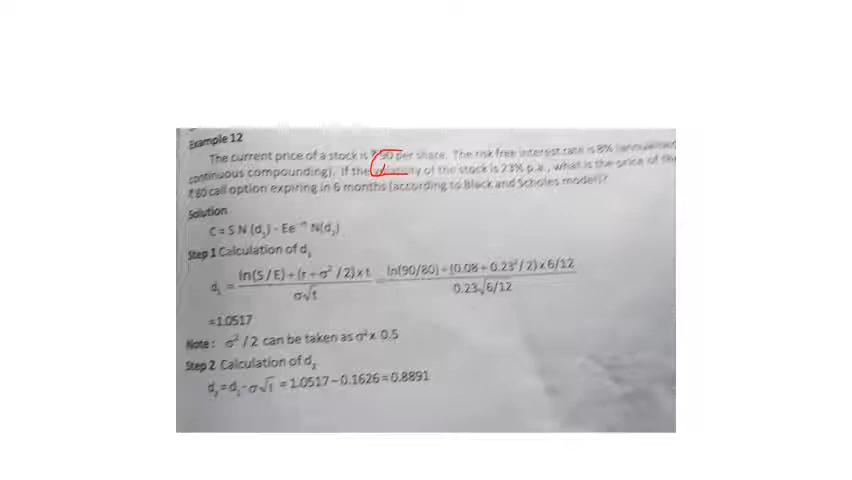 Example 12
The current price of a stock is ₹90 per share. The risk free interest rate is 8% (annualised
continuous compounding). If the volatility of the stock is 23% p.a., what is the price of the
₹80 call option expiring in 6 months (according to Black and Scholes model)?
Solution
C = S N (d₁) - Ee⁻ʳᵗ N(d₂)
Step 1 Calculation of d₁
d₁ = ln(S / E) + (r + σ² / 2) x t / σ√t = ln(90/80) + (0.08 + 0.23² / 2) x 6/12 / 0.23√6/12
= 1.0517
Note : σ² / 2 can be taken as σ² x 0.5
Step 2 Calculation of d₂
d₂ = d₁ - σ√t = 1.0517 – 0.1626 = 0.8891